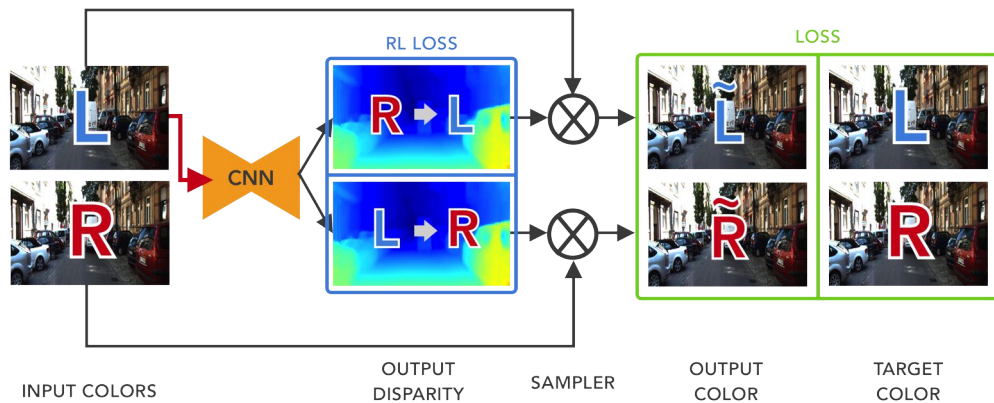 RL LOSS
LOSS
L
R → L
L̃
L
CNN
R
L → R
R̃
R
INPUT COLORS
OUTPUT
DISPARITY
SAMPLER
OUTPUT
COLOR
TARGET
COLOR